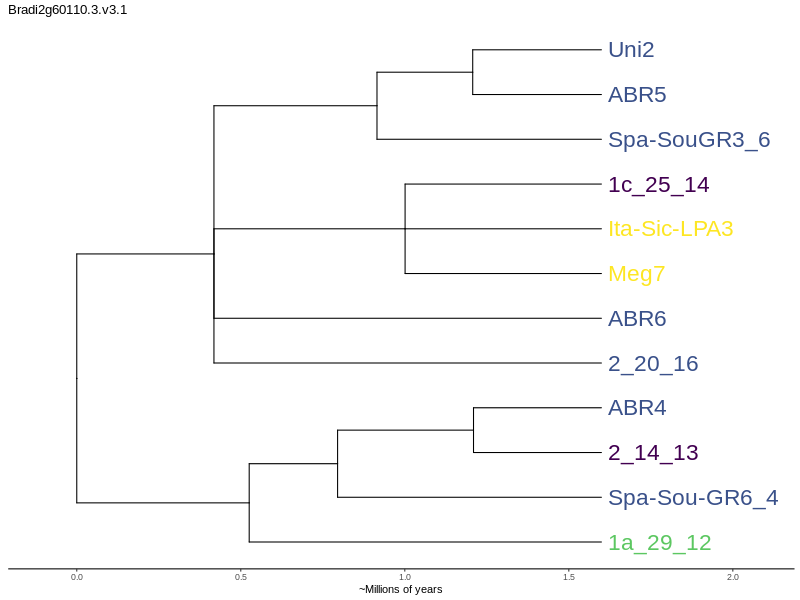 Bradi2g60110.3.v3.1
Uni2
ABR5
Spa-SouGR3_6
1c_25_14
Ita-Sic-LPA3
Meg7
ABR6
2_20_16
ABR4
2_14_13
Spa-Sou-GR6_4
1a_29_12
0.0 0.5 1.0 1.5 2.0
~Millions of years